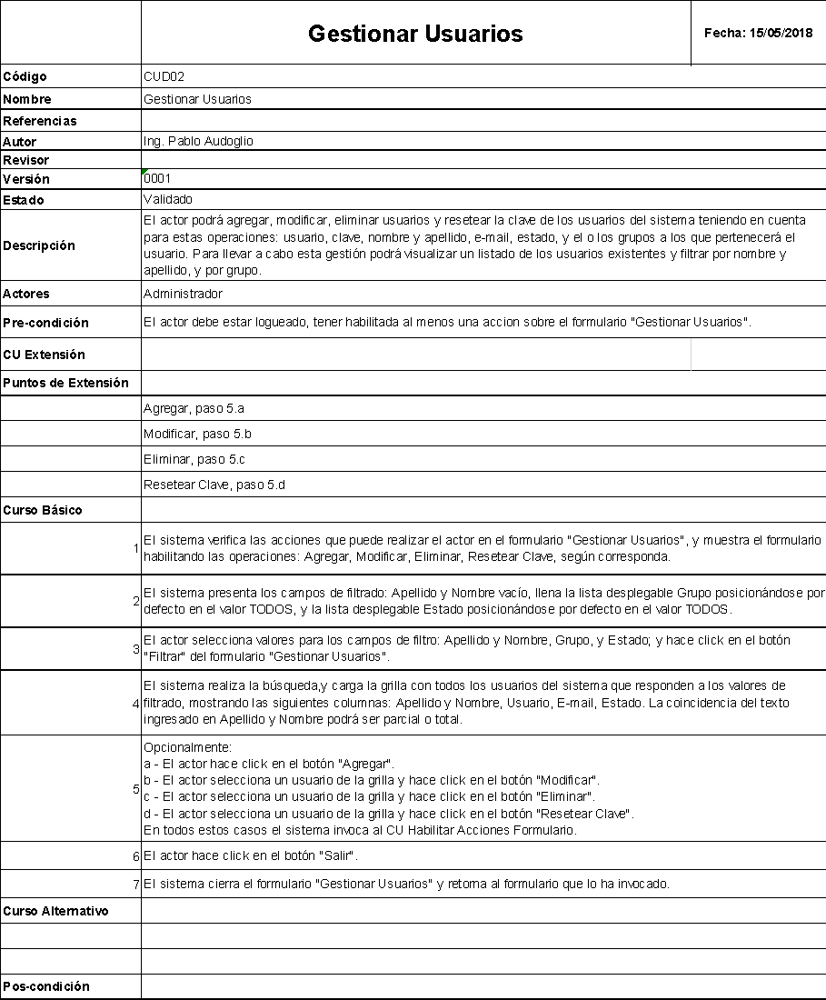 Gestionar Usuarios
Fecha: 15/05/2018
Código
CUD02
Nombre
Gestionar Usuarios
Referencias
Autor
Ing. Pablo Audoglio
Revisor
Versión
0001
Estado
Validado
Descripción
El actor podrá agregar, modificar, eliminar usuarios y resetear la clave de los usuarios del sistema teniendo en cuenta
para estas operaciones: usuario, clave, nombre y apellido, e-mail, estado, y el o los grupos a los que pertenecerá el
usuario. Para llevar a cabo esta gestión podrá visualizar un listado de los usuarios existentes y filtrar por nombre y
apellido, y por grupo.
Actores
Administrador
Pre-condición
El actor debe estar logueado, tener habilitada al menos una accion sobre el formulario "Gestionar Usuarios".
CU Extensión
Puntos de Extensión
Agregar, paso 5.a
Modificar, paso 5.b
Eliminar, paso 5.c
Resetear Clave, paso 5.d
Curso Básico
1
El sistema verifica las acciones que puede realizar el actor en el formulario "Gestionar Usuarios", y muestra el formulario
habilitando las operaciones: Agregar, Modificar, Eliminar, Resetear Clave, según corresponda.
2
El sistema presenta los campos de filtrado: Apellido y Nombre vacío, llena la lista desplegable Grupo posicionándose por
defecto en el valor TODOS, y la lista desplegable Estado posicionándose por defecto en el valor TODOS.
3
El actor selecciona valores para los campos de filtro: Apellido y Nombre, Grupo, y Estado; y hace click en el botón
"Filtrar" del formulario "Gestionar Usuarios".
4
El sistema realiza la búsqueda,y carga la grilla con todos los usuarios del sistema que responden a los valores de
filtrado, mostrando las siguientes columnas: Apellido y Nombre, Usuario, E-mail, Estado. La coincidencia del texto
ingresado en Apellido y Nombre podrá ser parcial o total.
5
Opcionalmente:
a - El actor hace click en el botón "Agregar".
b - El actor selecciona un usuario de la grilla y hace click en el botón "Modificar".
c - El actor selecciona un usuario de la grilla y hace click en el botón "Eliminar".
d - El actor selecciona un usuario de la grilla y hace click en el botón "Resetear Clave".
En todos estos casos el sistema invoca al CU Habilitar Acciones Formulario.
6
El actor hace click en el botón "Salir".
7
El sistema cierra el formulario "Gestionar Usuarios" y retorna al formulario que lo ha invocado.
Curso Alternativo
Pos-condición